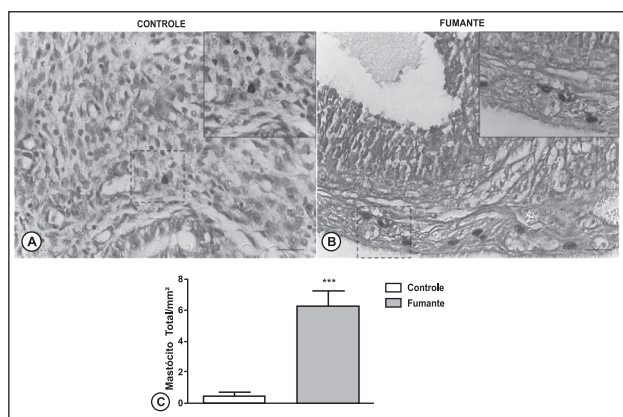 CONTROLE
FUMANTE
A
B
8
6
4
2
0
Mastócito Total/mm²
***
Controle
Fumante
C